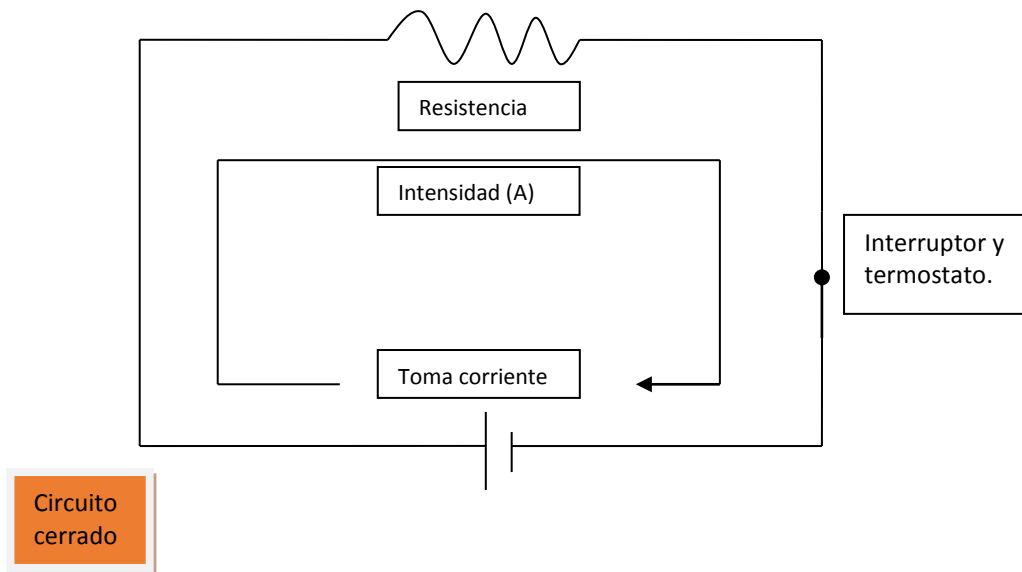 Resistencia
Intensidad (A)
Interruptor y
termostato.
Toma corriente
Circuito
cerrado